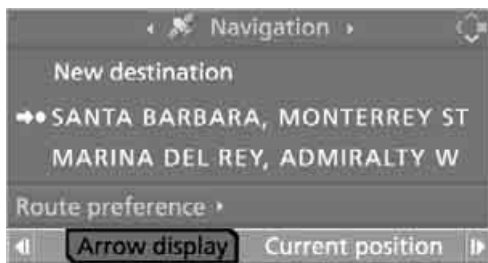 Navigation
New destination
SANTA BARBARA, MONTERREY ST
MARINA DEL REY, ADMIRALTY W
Route preference
Arrow display Current position